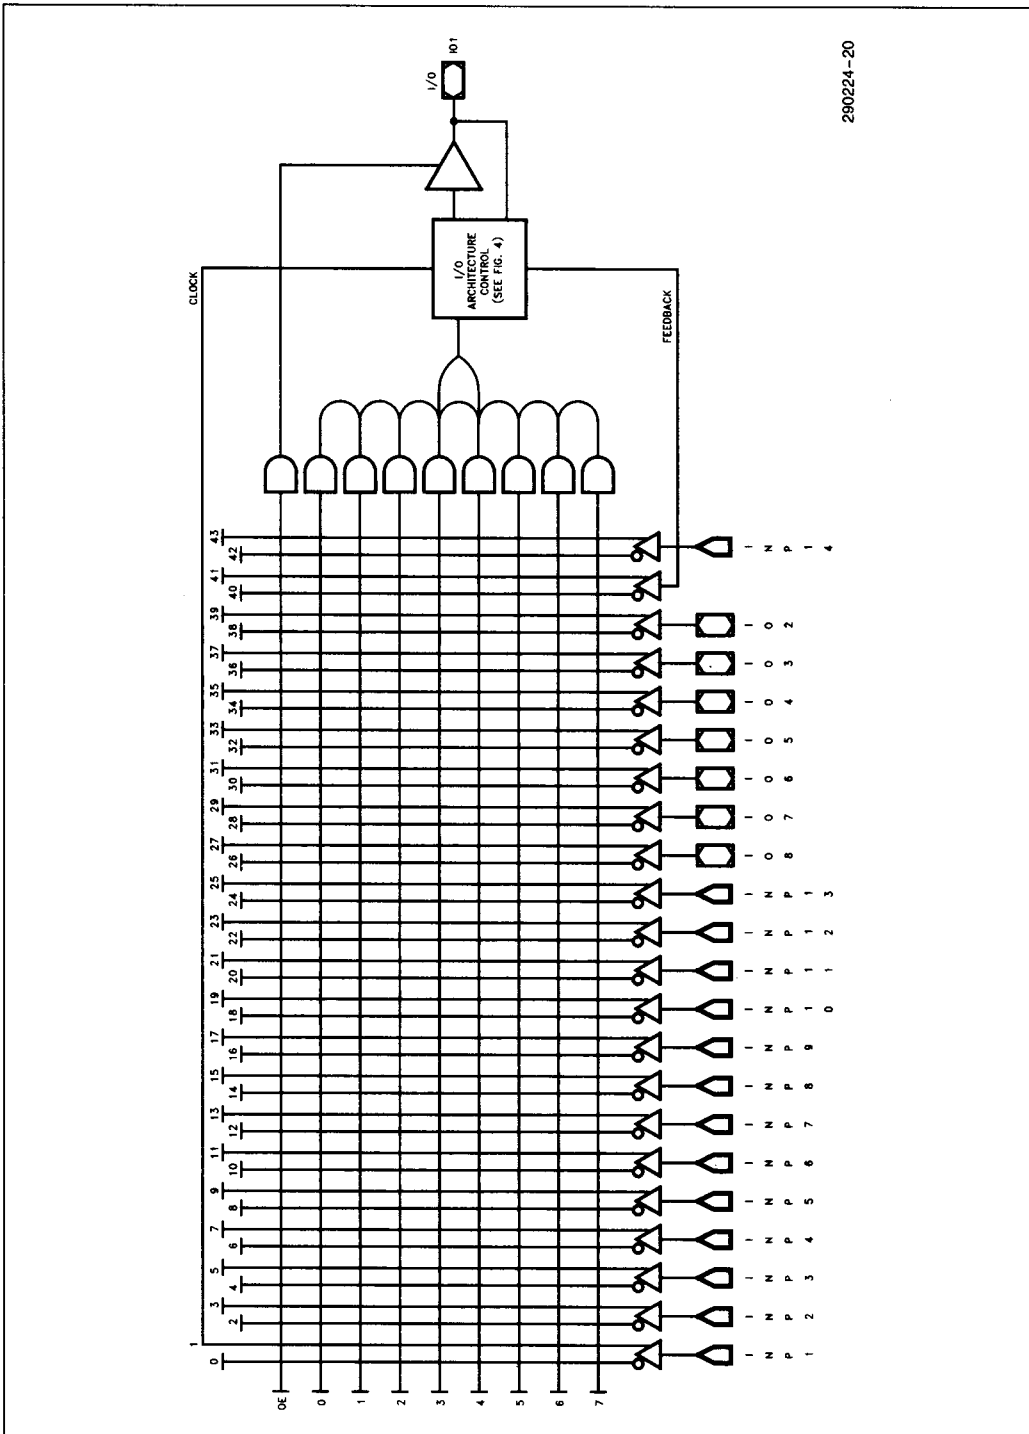 290224-20
I/O
IO1
CLOCK
I/O
ARCHITECTURE
CONTROL
(SEE FIG. 4)
FEEDBACK
0
1
2
3
4
5
6
7
8
9
10
11
12
13
14
15
16
17
18
19
20
21
22
23
24
25
26
27
28
29
30
31
32
33
34
35
36
37
38
39
40
41
42
43
OE
0
1
2
3
4
5
6
7
INP1
INP2
INP3
INP4
INP5
INP6
INP7
INP8
INP9
INP10
INP11
INP12
INP13
IO8
IO7
IO6
IO5
IO4
IO3
IO2
INP14